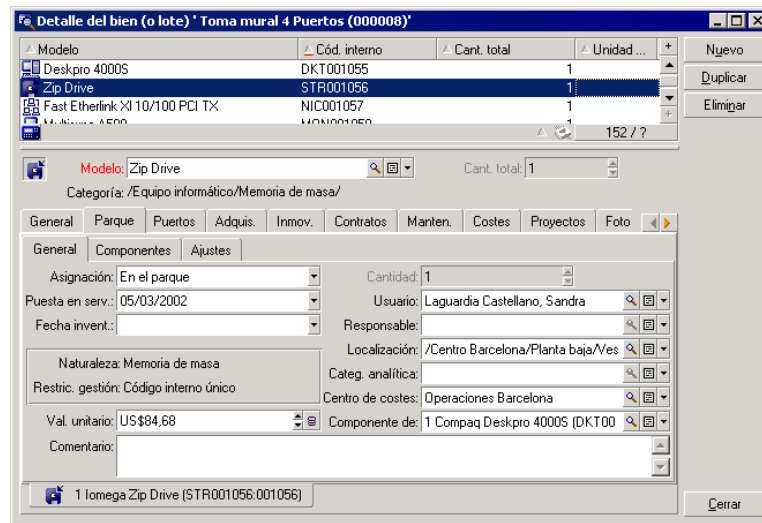 Detalle del bien (o lote) ' Toma mural 4 Puertos (000008)'
Modelo Cód. interno Cant. total Unidad ... +
Deskpro 4000S DKT001055 1
Zip Drive STR001056 1
Fast Etherlink XI 10/100 PCI TX NIC001057 1
152 / ?
Nuevo
Duplicar
Eliminar
Modelo: Zip Drive Cant. total: 1
Categoría: /Equipo informático/Memoria de masa/
General Parque Puertos Adquis. Inmov. Contratos Manten. Costes Proyectos Foto
General Componentes Ajustes
Asignación: En el parque Cantidad: 1
Puesta en serv.: 05/03/2002 Usuario: Laguardia Castellano, Sandra
Fecha invent.: Responsable:
Localización: /Centro Barcelona/Planta baja/Ves
Naturaleza: Memoria de masa Categ. analítica:
Restric. gestión: Código interno único Centro de costes: Operaciones Barcelona
Val. unitario: US$84,68 Componente de: 1 Compaq Deskpro 4000S (DKT00
Comentario:
1 Iomega Zip Drive (STR001056:001056)
Cerrar